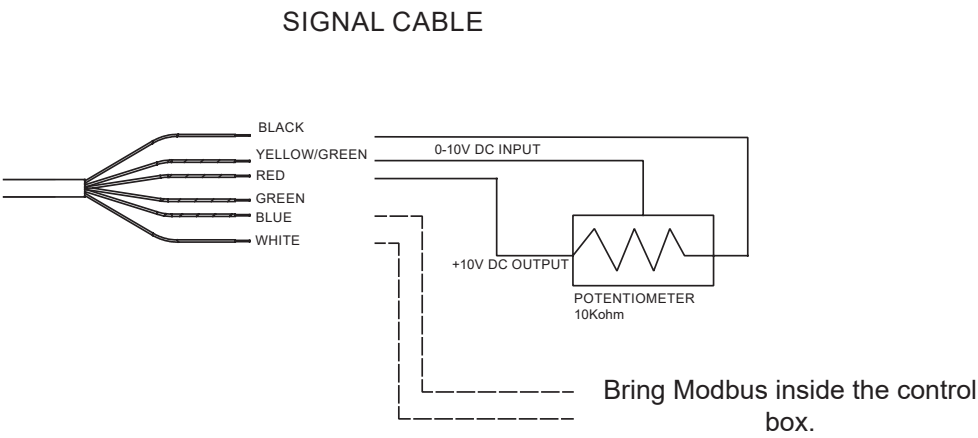 SIGNAL CABLE
BLACK
0-10V DC INPUT
YELLOW/GREEN
RED
GREEN
BLUE
WHITE
+10V DC OUTPUT
POTENTIOMETER
10Kohm
Bring Modbus inside the control
box.